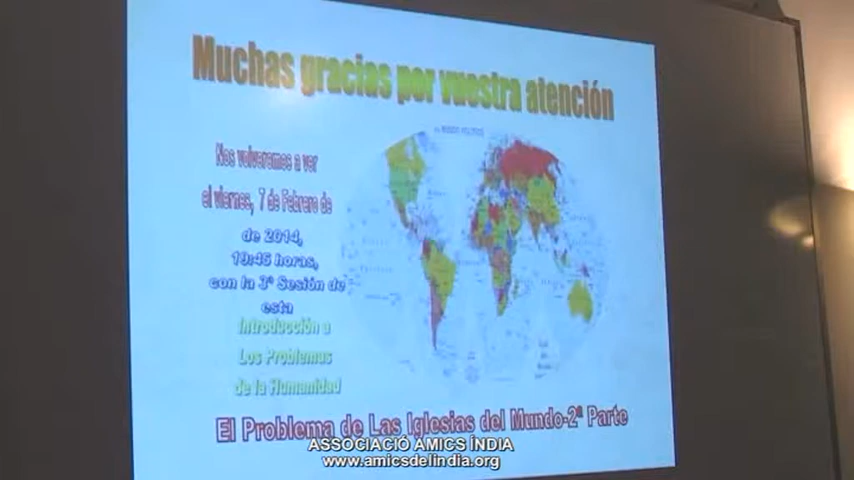 Muchas gracias por vuestra atención
Nos volveremos a ver
el viernes, 7 de Febrero de
de 2014,
19:45 horas,
con la 3ª Sesión de
esta
Introducción a
Los Problemas
de la Humanidad
El Problema de Las Iglesias del Mundo-2ª Parte
ASSOCIACIÓ AMICS ÍNDIA
www.amicsdelindia.org